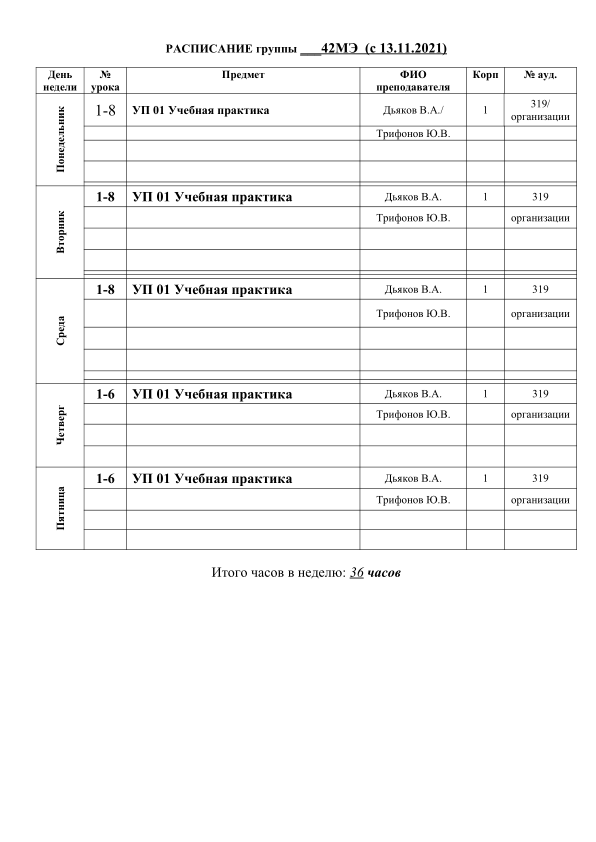 РАСПИСАНИЕ группы ___42МЭ (с 13.11.2021)
День недели № урока Предмет ФИО преподавателя Корп № ауд.
Понедельник 1-8 УП 01 Учебная практика Дьяков В.А./ 1 319/ организации
Трифонов Ю.В.
Вторник 1-8 УП 01 Учебная практика Дьяков В.А. 1 319
Трифонов Ю.В. организации
Среда 1-8 УП 01 Учебная практика Дьяков В.А. 1 319
Трифонов Ю.В. организации
Четверг 1-6 УП 01 Учебная практика Дьяков В.А. 1 319
Трифонов Ю.В. организации
Пятница 1-6 УП 01 Учебная практика Дьяков В.А. 1 319
Трифонов Ю.В. организации
Итого часов в неделю: 36 часов